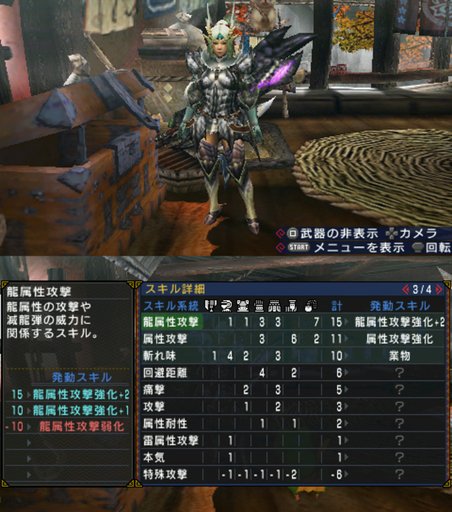 □武器の非表示 カメラ
START メニューを表示 回転
龍属性攻撃
龍属性の攻撃や
滅龍弾の威力に
関係するスキル。
発動スキル
15 龍属性攻撃強化+2
10 龍属性攻撃強化+1
-10 龍属性攻撃弱化
スキル詳細 3/4
スキル系統 計 発動スキル
龍属性攻撃 1 1 3 3 7 15 龍属性攻撃強化+2
属性攻撃 3 6 2 11 属性攻撃強化
斬れ味 1 4 2 3 10 業物
回避距離 4 2 6 ?
痛撃 2 3 5 ?
攻撃 1 2 3 ?
属性耐性 1 1 2 ?
雷属性攻撃 1 1 ?
本気 1 1 ?
特殊攻撃 -1 -1 -1 -1 -2 -6 ?